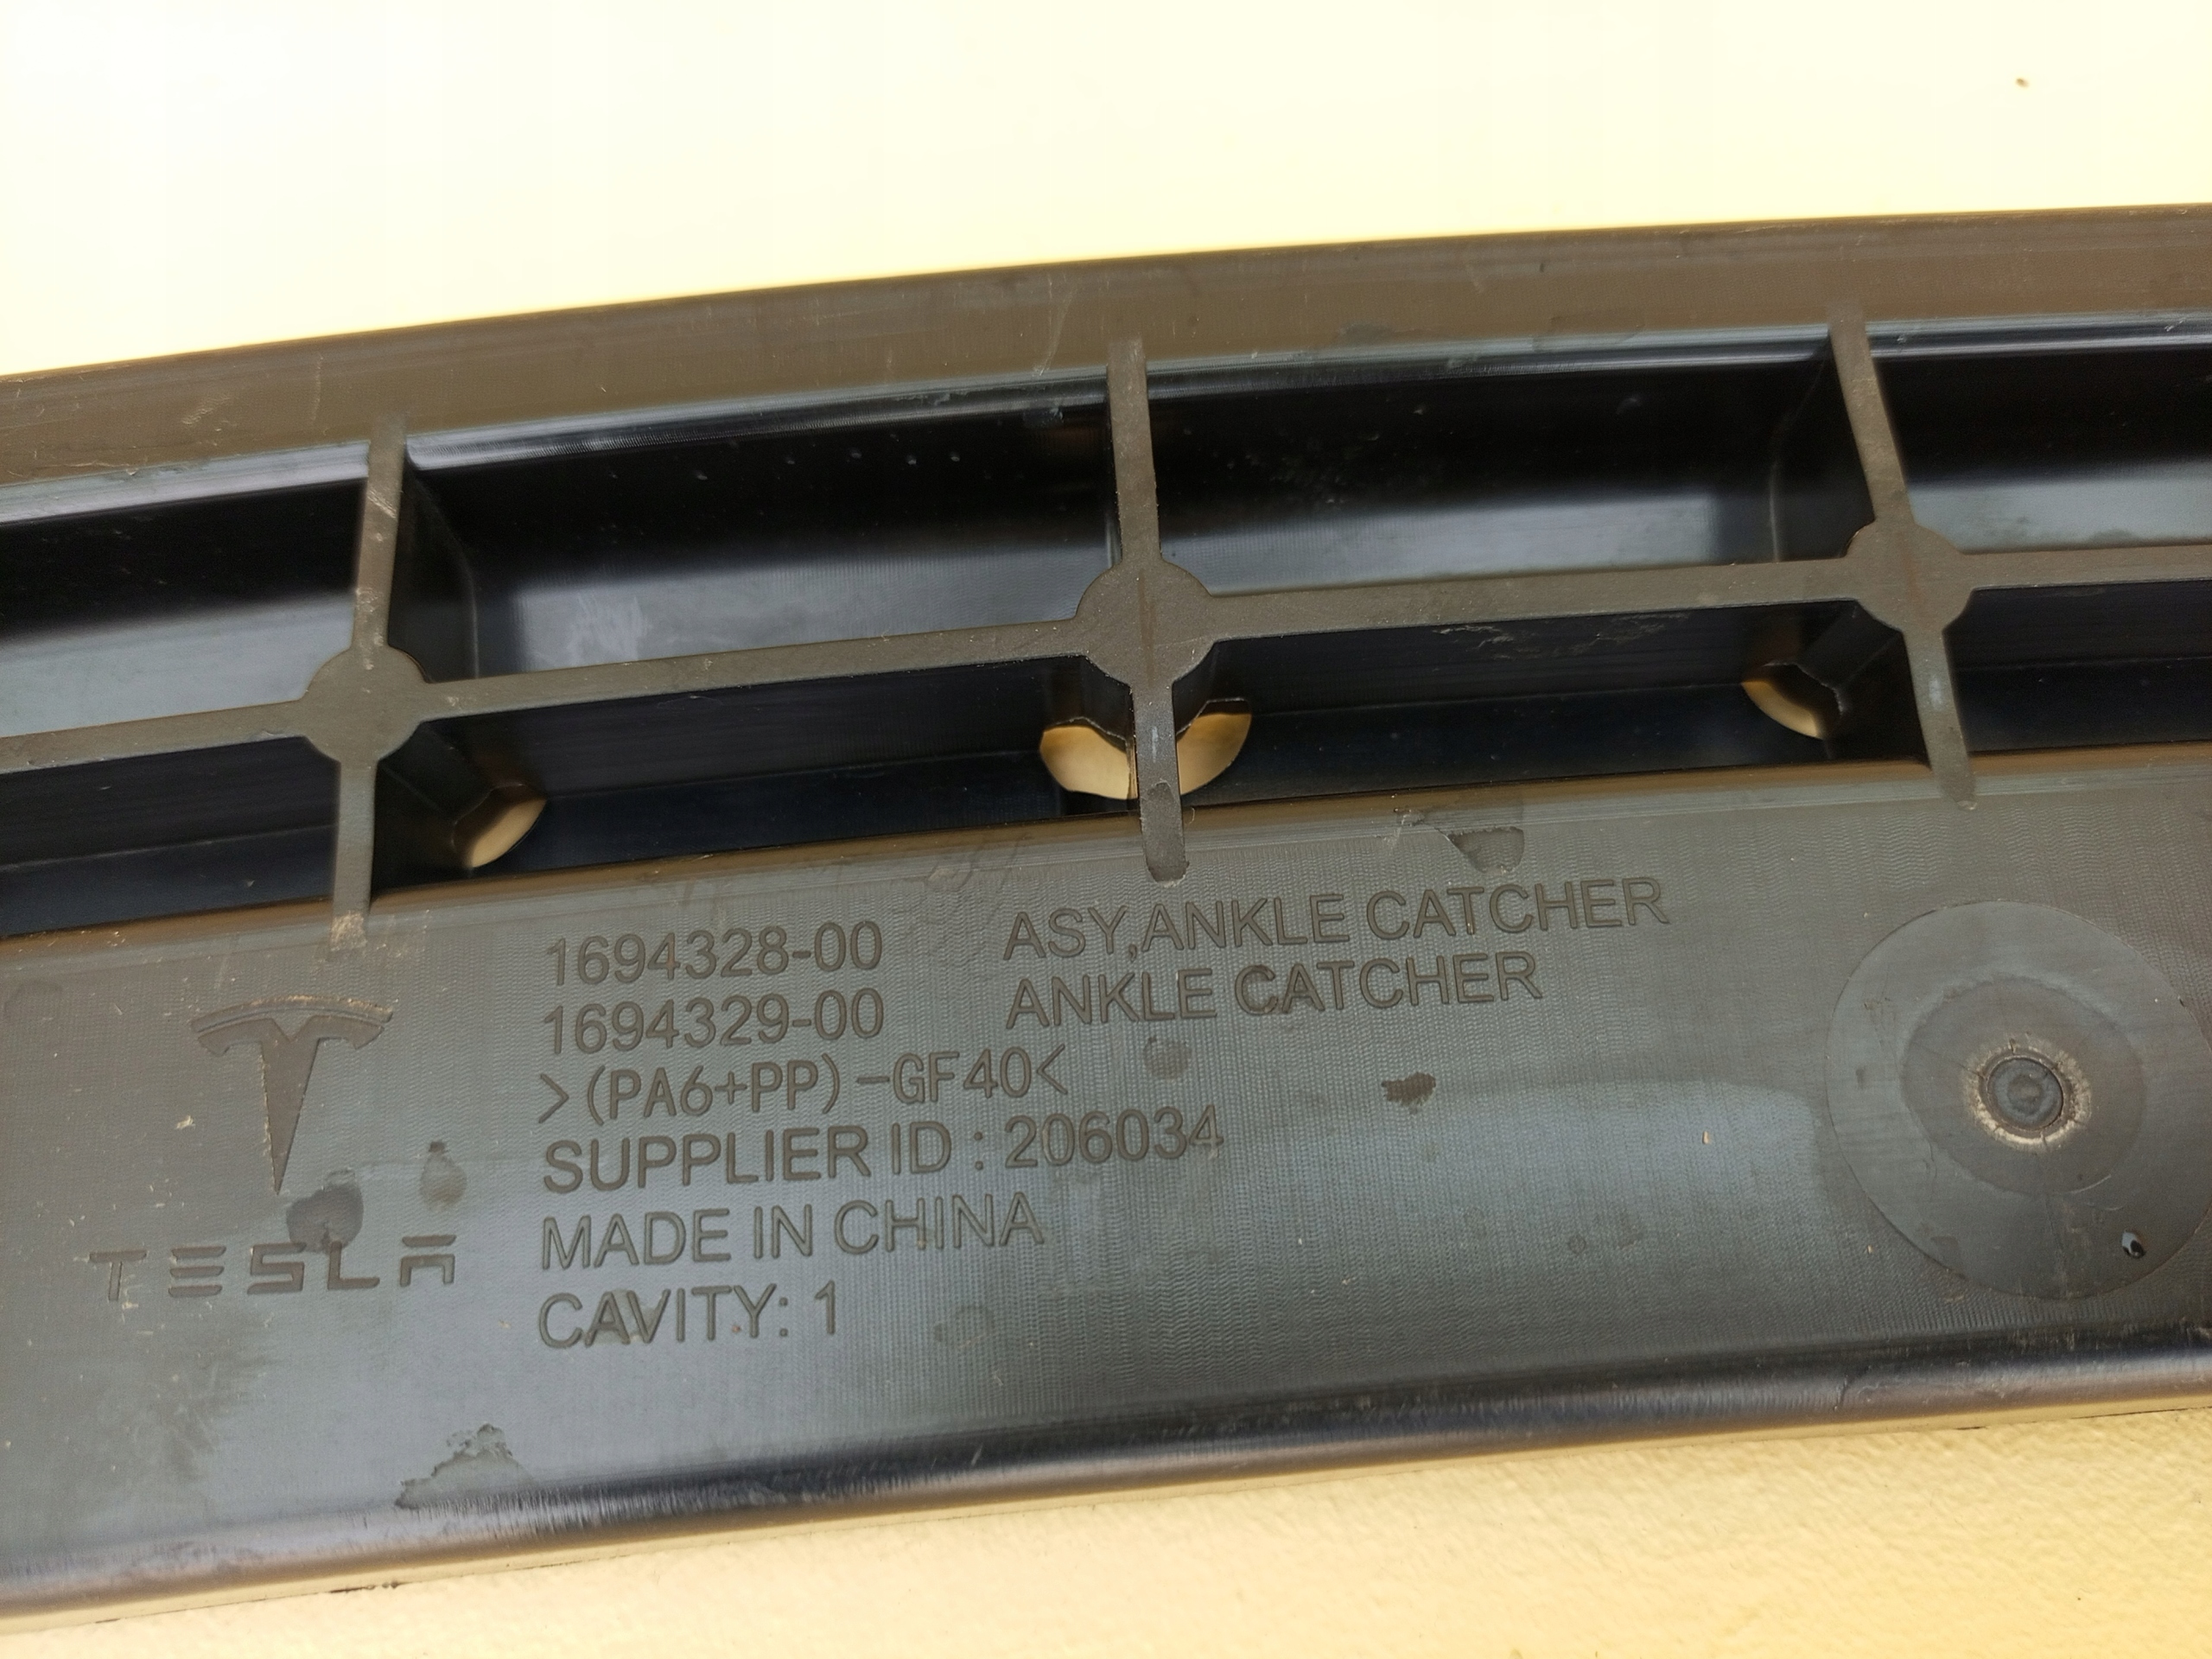 1694328-00 ASY,ANKLE CATCHER
1694329-00 ANKLE CATCHER
>(PA6+PP)-GF40<
SUPPLIER ID : 206034
MADE IN CHINA
CAVITY: 1
TESLA